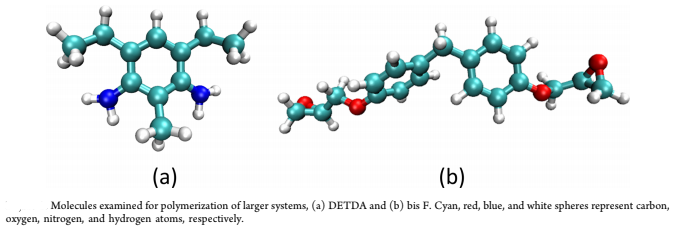 (a) (b)
Molecules examined for polymerization of larger systems, (a) DETDA and (b) bis F. Cyan, red, blue, and white spheres represent carbon,
oxygen, nitrogen, and hydrogen atoms, respectively.